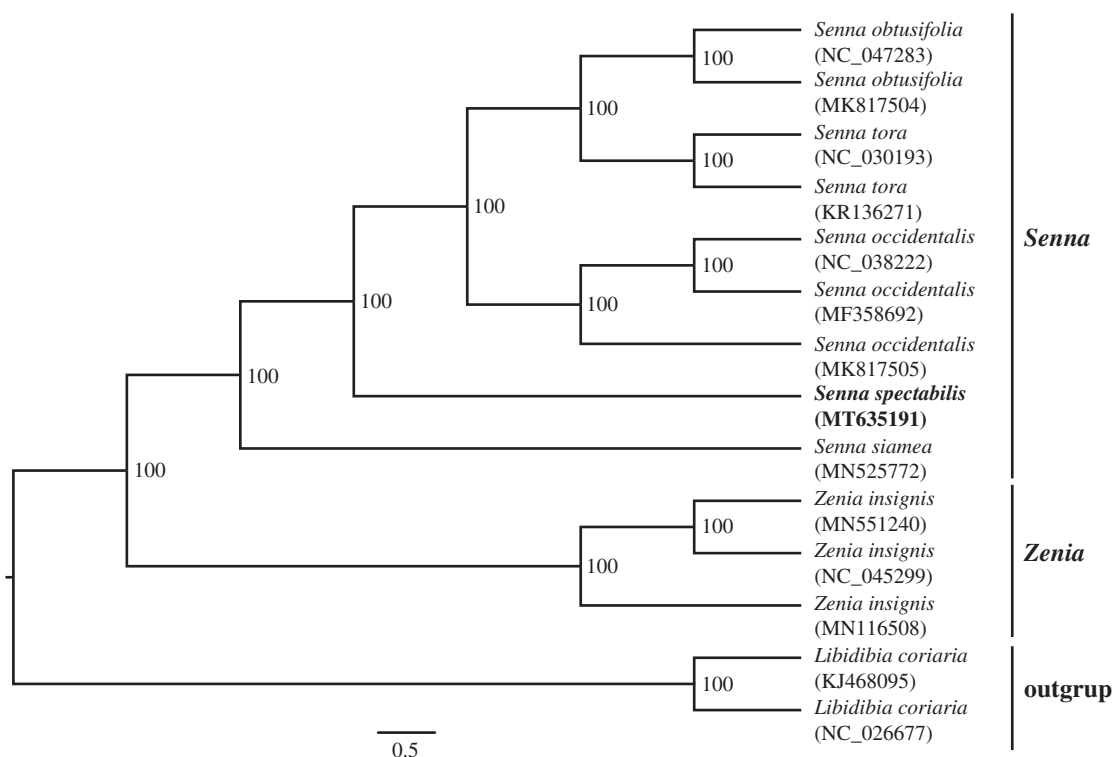 Senna obtusifolia
(NC_047283)
100
Senna obtusifolia
(MK817504)
100
Senna tora
(NC_030193)
100
Senna tora
(KR136271)
100
Senna occidentalis
(NC_038222)
100
Senna occidentalis
(MF358692)
100
Senna occidentalis
(MK817505)
100
Senna spectabilis
(MT635191)
100
Senna siamea
(MN525772)
100
Senna
Zenia insignis
(MN551240)
100
Zenia insignis
(NC_045299)
100
Zenia insignis
(MN116508)
Zenia
Libidibia coriaria
(KJ468095)
100
Libidibia coriaria
(NC_026677)
outgrup
0.5